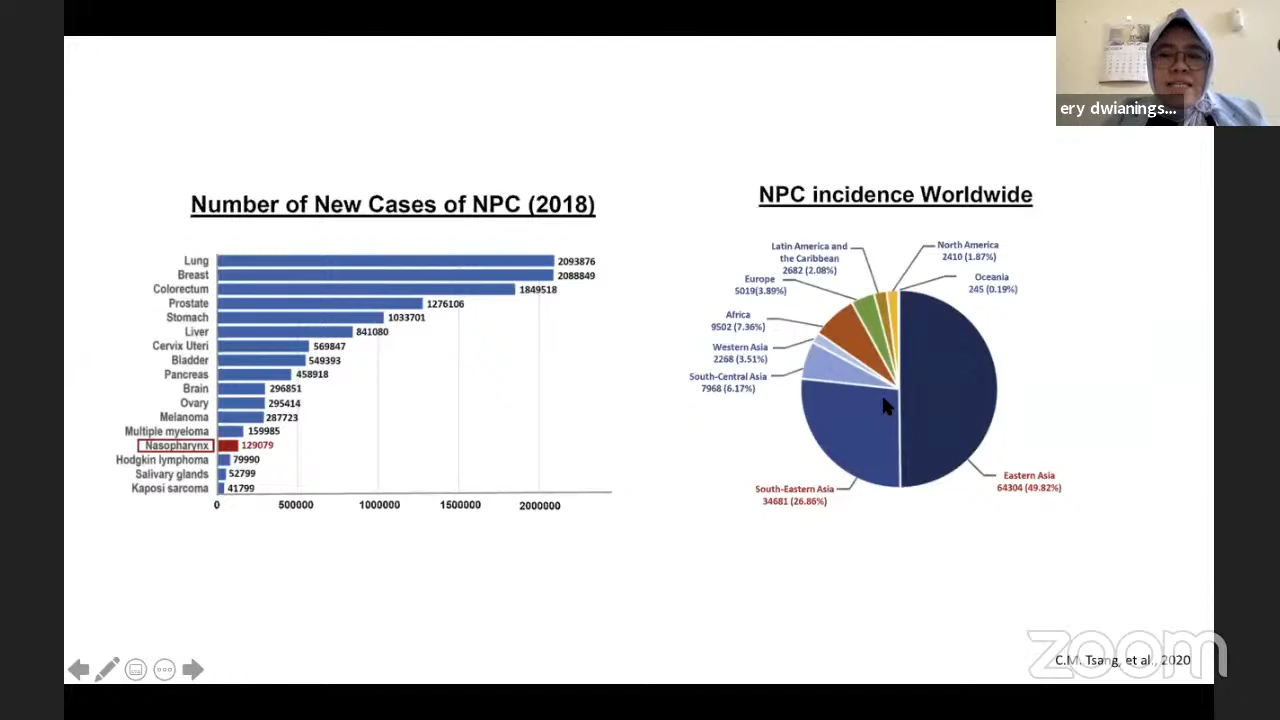 ery dwianings...
Number of New Cases of NPC (2018)
Lung 2093876
Breast 2088849
Colorectum 1849518
Prostate 1276106
Stomach 1033701
Liver 841080
Cervix Uteri 569847
Bladder 549393
Pancreas 458918
Brain 296851
Ovary 295414
Melanoma 287723
Multiple myeloma 159985
Nasopharynx 129079
Hodgkin lymphoma 79990
Salivary glands 52799
Kaposi sarcoma 41799
0 500000 1000000 1500000 2000000
NPC incidence Worldwide
Latin America and
the Caribbean
2682 (2.08%)
North America
2410 (1.87%)
Europe
5019(3.89%)
Oceania
245 (0.19%)
Africa
9502 (7.36%)
Western Asia
2268 (3.51%)
South-Central Asia
7968 (6.17%)
South-Eastern Asia
34681 (26.86%)
Eastern Asia
64304 (49.82%)
zoom
C.M. Tsang, et al., 2020